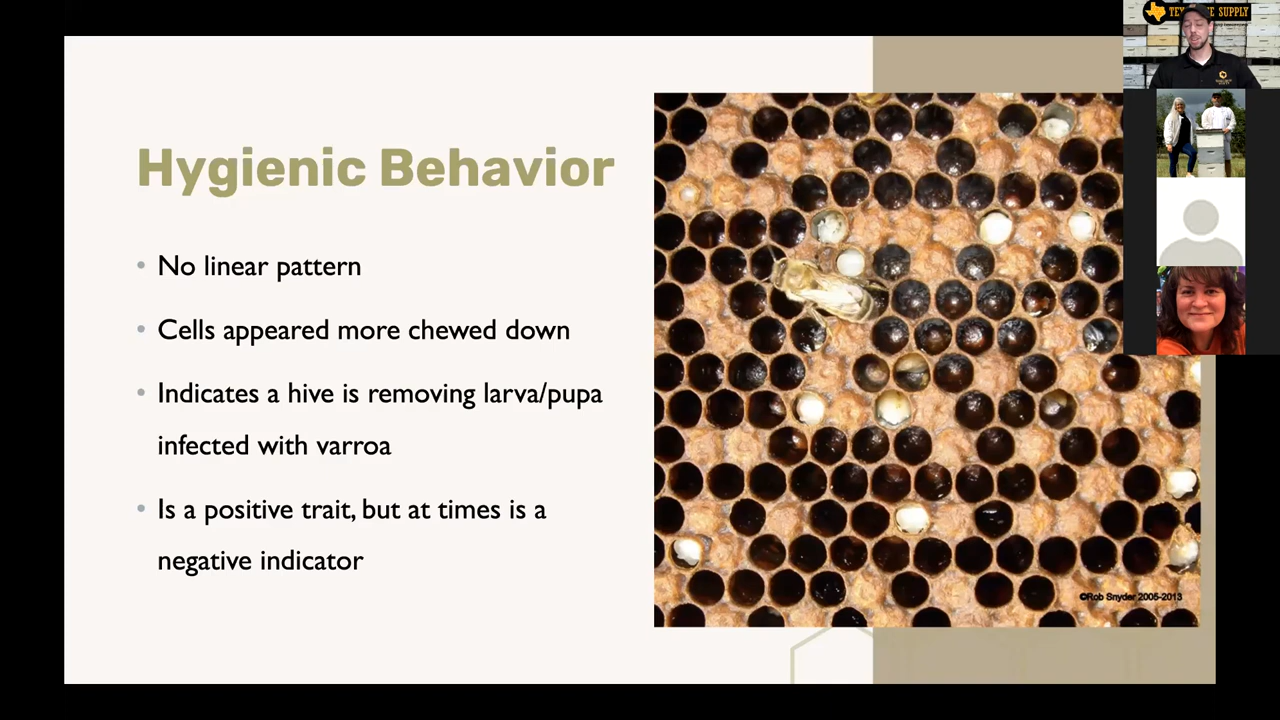 SUPPLY
Hygienic Behavior
• No linear pattern
• Cells appeared more chewed down
• Indicates a hive is removing larva/pupa
infected with varroa
• Is a positive trait, but at times is a
negative indicator
©Rob Snyder 2005-2013